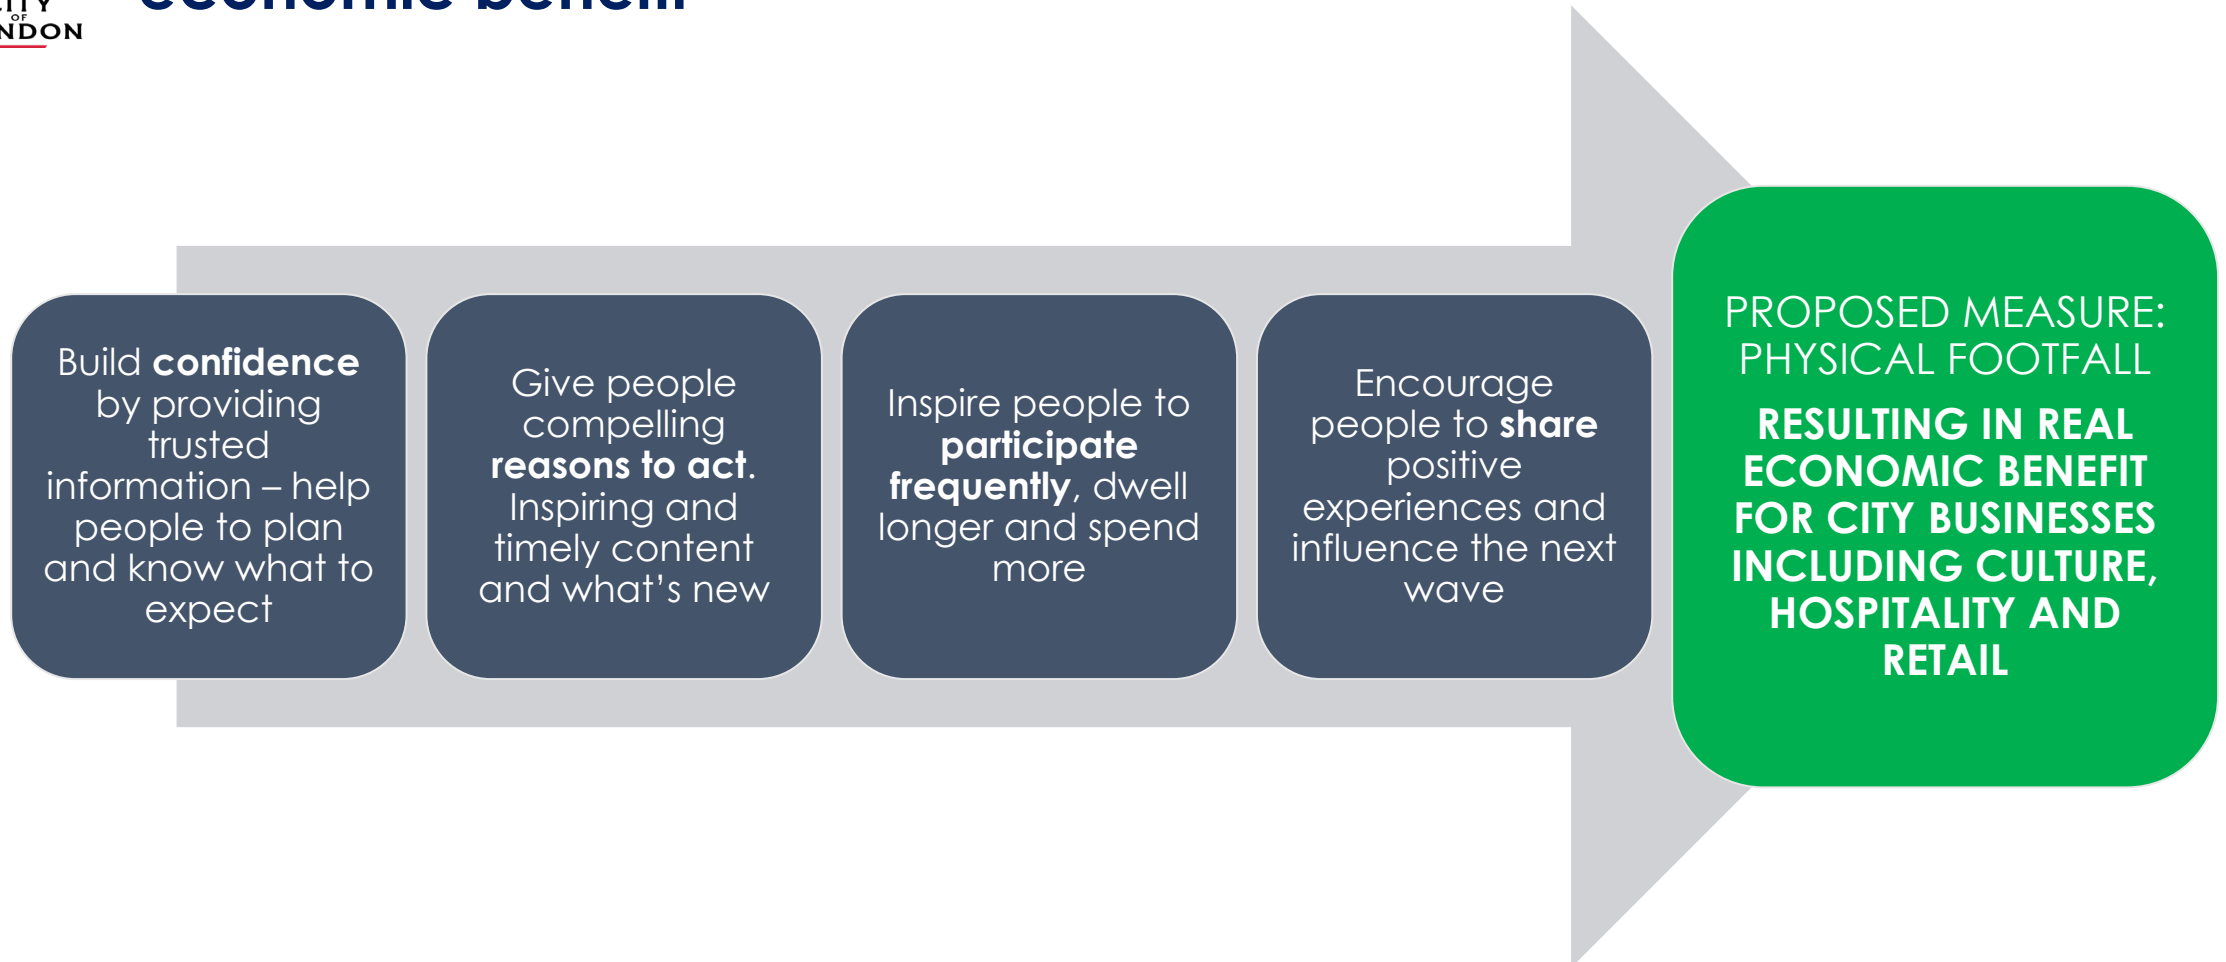 OF
economic benefit
Build confidence
by providing
trusted
information – help
people to plan
and know what to
expect
Give people
compelling
reasons to act.
Inspiring and
timely content
and what's new
Inspire people to
participate
frequently, dwell
longer and spend
more
Encourage
people to share
positive
experiences and
influence the next
wave
PROPOSED MEASURE:
PHYSICAL FOOTFALL
RESULTING IN REAL
ECONOMIC BENEFIT
FOR CITY BUSINESSES
INCLUDING CULTURE,
HOSPITALITY AND
RETAIL